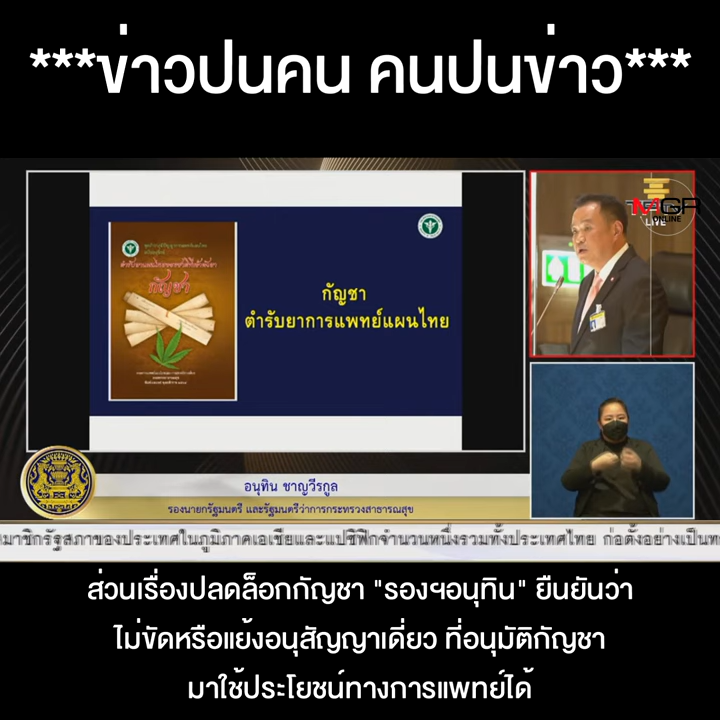 ***ข่าวปนคน คนปนข่าว***
MGR
ONLINE
LIVE
กัญชา
กัญชา
ตำรับยาการแพทย์แผนไทย
อนุทิน ชาญวีรกูล
รองนายกรัฐมนตรี และรัฐมนตรีว่าการกระทรวงสาธารณสุข
มาชิกรัฐสภาของประเทศในภูมิภาคเอเชียและแปซิฟิกจำนวนหนึ่งรวมทั้งประเทศไทย ก่อตั้งอย่างเป็นท
ส่วนเรื่องปลดล็อกกัญชา "รองฯอนุทิน" ยืนยันว่า
ไม่ขัดหรือแย้งอนุสัญญาเดี่ยว ที่อนุมัติกัญชา
มาใช้ประโยชน์ทางการแพทย์ได้